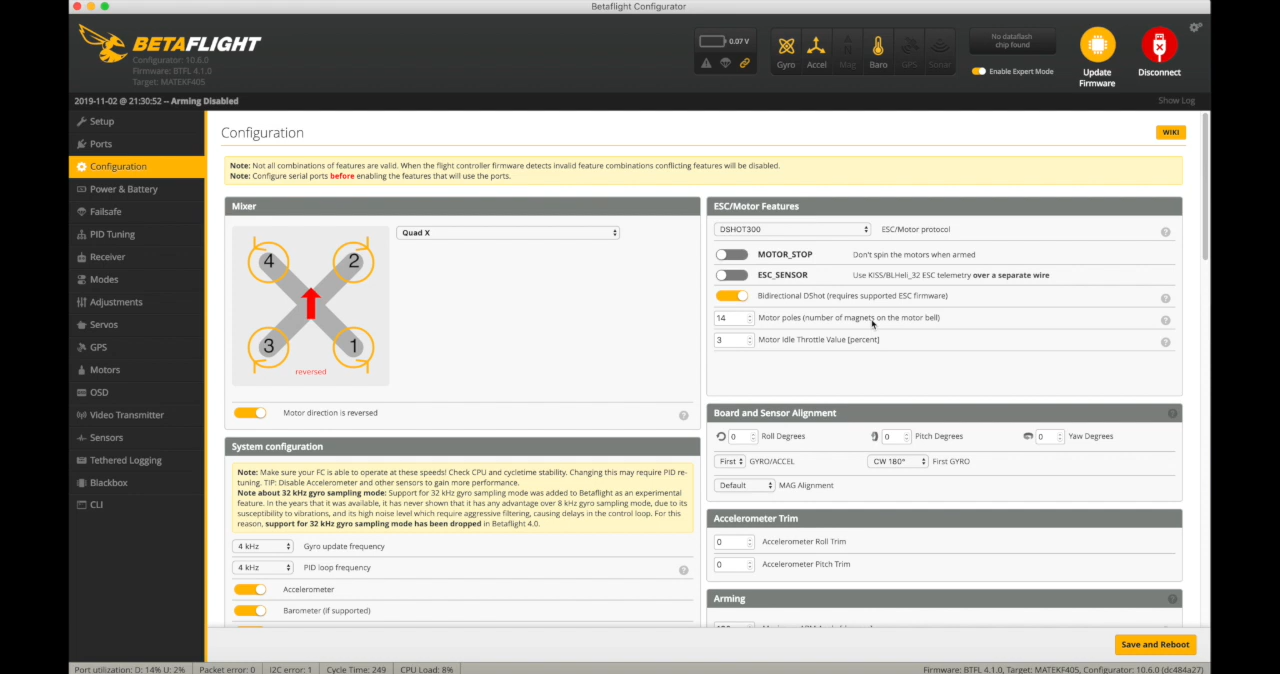 Betaflight Configurator
BETAFLIGHT
Configurator: 10.6.0
Firmware: BTFL 4.1.0
Target: MATEKF405
0.07 V
Gyro
Accel
Mag
Baro
GPS
Sonar
No dataflash
chip found
Enable Expert Mode
Update
Firmware
Disconnect
2019-11-02 @ 21:30:52 -- Arming Disabled
Show Log
Setup
Ports
Configuration
Power & Battery
Failsafe
PID Tuning
Receiver
Modes
Adjustments
Servos
GPS
Motors
OSD
Video Transmitter
Sensors
Tethered Logging
Blackbox
CLI
Configuration
WIKI
Note: Not all combinations of features are valid. When the flight controller firmware detects invalid feature combinations conflicting features will be disabled.
Note: Configure serial ports before enabling the features that will use the ports.
Mixer
Quad X
4
2
3
1
reversed
Motor direction is reversed
System configuration
Note: Make sure your FC is able to operate at these speeds! Check CPU and cycletime stability. Changing this may require PID re-
tuning. TIP: Disable Accelerometer and other sensors to gain more performance.
Note about 32 kHz gyro sampling mode: Support for 32 kHz gyro sampling mode was added to Betaflight as an experimental
feature. In the years that it was available, it has never shown that it has any advantage over 8 kHz gyro sampling mode, due to its
susceptibility to vibrations, and its high noise level which require aggressive filtering, causing delays in the control loop. For this
reason, support for 32 kHz gyro sampling mode has been dropped in Betaflight 4.0.
4 kHz Gyro update frequency
4 kHz PID loop frequency
Accelerometer
Barometer (if supported)
ESC/Motor Features
DSHOT300 ESC/Motor protocol
MOTOR_STOP Don't spin the motors when armed
ESC_SENSOR Use KISS/BLHeli_32 ESC telemetry over a separate wire
Bidirectional DShot (requires supported ESC firmware)
14 Motor poles (number of magnets on the motor bell)
3 Motor Idle Throttle Value [percent]
Board and Sensor Alignment
0 Roll Degrees 0 Pitch Degrees 0 Yaw Degrees
First GYRO/ACCEL CW 180° First GYRO
Default MAG Alignment
Accelerometer Trim
0 Accelerometer Roll Trim
0 Accelerometer Pitch Trim
Arming
Save and Reboot
Port utilization: D: 14% U: 2% Packet error: 0 I2C error: 1 Cycle Time: 249 CPU Load: 8% Firmware: BTFL 4.1.0, Target: MATEKF405, Configurator: 10.6.0 (dc484a27)